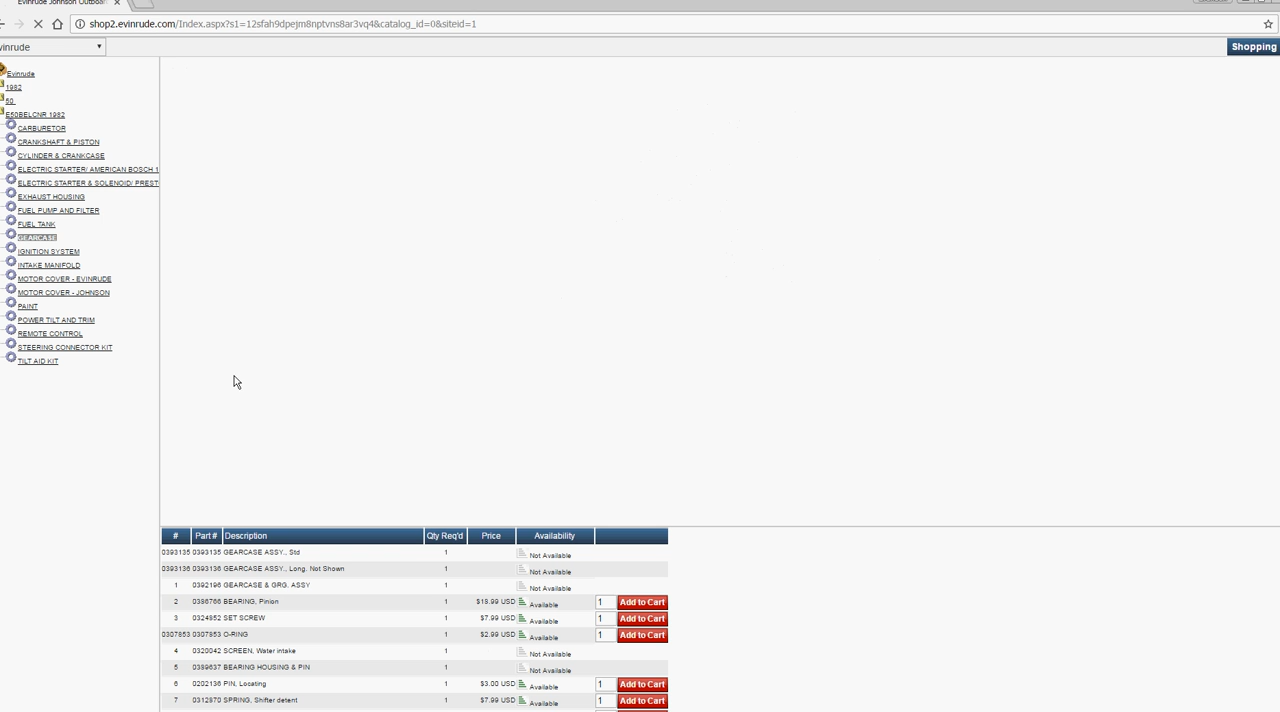 Evinrude Johnson Outboar
shop2.evinrude.com/Index.aspx?s1=12sfah9dpejm8nptvns8ar3vq4&catalog_id=0&siteid=1
vinrude
Shopping
Evinrude
1982
50
E50BELCNR 1982
CARBURETOR
CRANKSHAFT & PISTON
CYLINDER & CRANKCASE
ELECTRIC STARTER/ AMERICAN BOSCH 1
ELECTRIC STARTER & SOLENOID/ PREST
EXHAUST HOUSING
FUEL PUMP AND FILTER
FUEL TANK
GEARCASE
IGNITION SYSTEM
INTAKE MANIFOLD
MOTOR COVER - EVINRUDE
MOTOR COVER - JOHNSON
PAINT
POWER TILT AND TRIM
REMOTE CONTROL
STEERING CONNECTOR KIT
TILT AID KIT
# Part # Description Qty Req'd Price Availability
0393135 0393135 GEARCASE ASSY., Std 1 Not Available
0393136 0393136 GEARCASE ASSY., Long. Not Shown 1 Not Available
1 0392196 GEARCASE & GRG. ASSY 1 Not Available
2 0386766 BEARING, Pinion 1 $18.99 USD Available 1 Add to Cart
3 0324852 SET SCREW 1 $7.99 USD Available 1 Add to Cart
0307853 0307853 O-RING 1 $2.99 USD Available 1 Add to Cart
4 0320042 SCREEN, Water intake 1 Not Available
5 0389637 BEARING HOUSING & PIN 1 Not Available
6 0202136 PIN, Locating 1 $3.00 USD Available 1 Add to Cart
7 0312870 SPRING, Shifter detent 1 $7.99 USD Available 1 Add to Cart